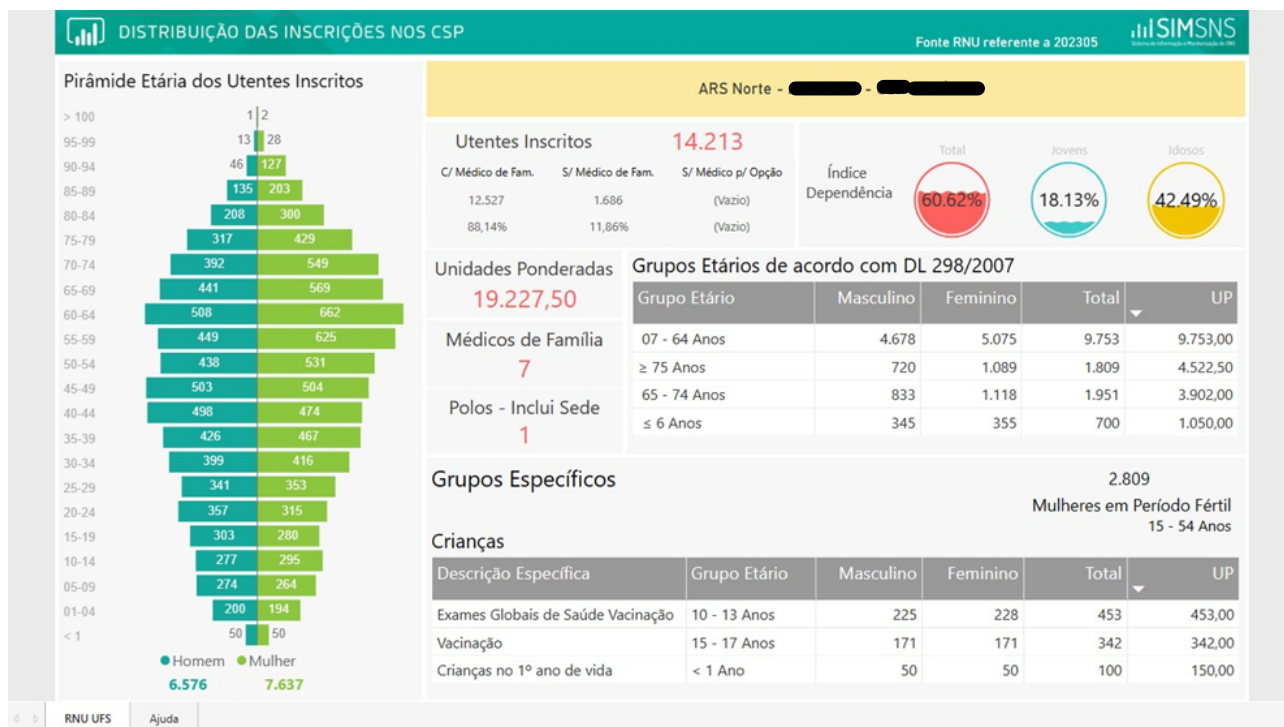 DISTRIBUIÇÃO DAS INSCRIÇÕES NOS CSP
Fonte RNU referente a 202305
SIMSNS
Sistema de Informação e Monitorização do SNS
Pirâmide Etária dos Utentes Inscritos
> 100 1 2
95-99 13 28
90-94 46 127
85-89 135 203
80-84 208 300
75-79 317 429
70-74 392 549
65-69 441 569
60-64 508 662
55-59 449 625
50-54 438 531
45-49 503 504
40-44 498 474
35-39 426 467
30-34 399 416
25-29 341 353
20-24 357 315
15-19 303 280
10-14 277 295
05-09 274 264
01-04 200 194
< 1 50 50
Homem Mulher
6.576 7.637
ARS Norte - -
Utentes Inscritos 14.213
C/ Médico de Fam. S/ Médico de Fam. S/ Médico p/ Opção
12.527 1.686 (Vazio)
88,14% 11,86% (Vazio)
Índice
Dependência
Total Jovens Idosos
60.62% 18.13% 42.49%
Unidades Ponderadas
19.227,50
Médicos de Família
7
Polos - Inclui Sede
1
Grupos Etários de acordo com DL 298/2007
Grupo Etário Masculino Feminino Total UP
07 - 64 Anos 4.678 5.075 9.753 9.753,00
≥ 75 Anos 720 1.089 1.809 4.522,50
65 - 74 Anos 833 1.118 1.951 3.902,00
≤ 6 Anos 345 355 700 1.050,00
Grupos Específicos
2.809
Mulheres em Período Fértil
15 - 54 Anos
Crianças
Descrição Específica Grupo Etário Masculino Feminino Total UP
Exames Globais de Saúde Vacinação 10 - 13 Anos 225 228 453 453,00
Vacinação 15 - 17 Anos 171 171 342 342,00
Crianças no 1º ano de vida < 1 Ano 50 50 100 150,00
RNU UFS Ajuda